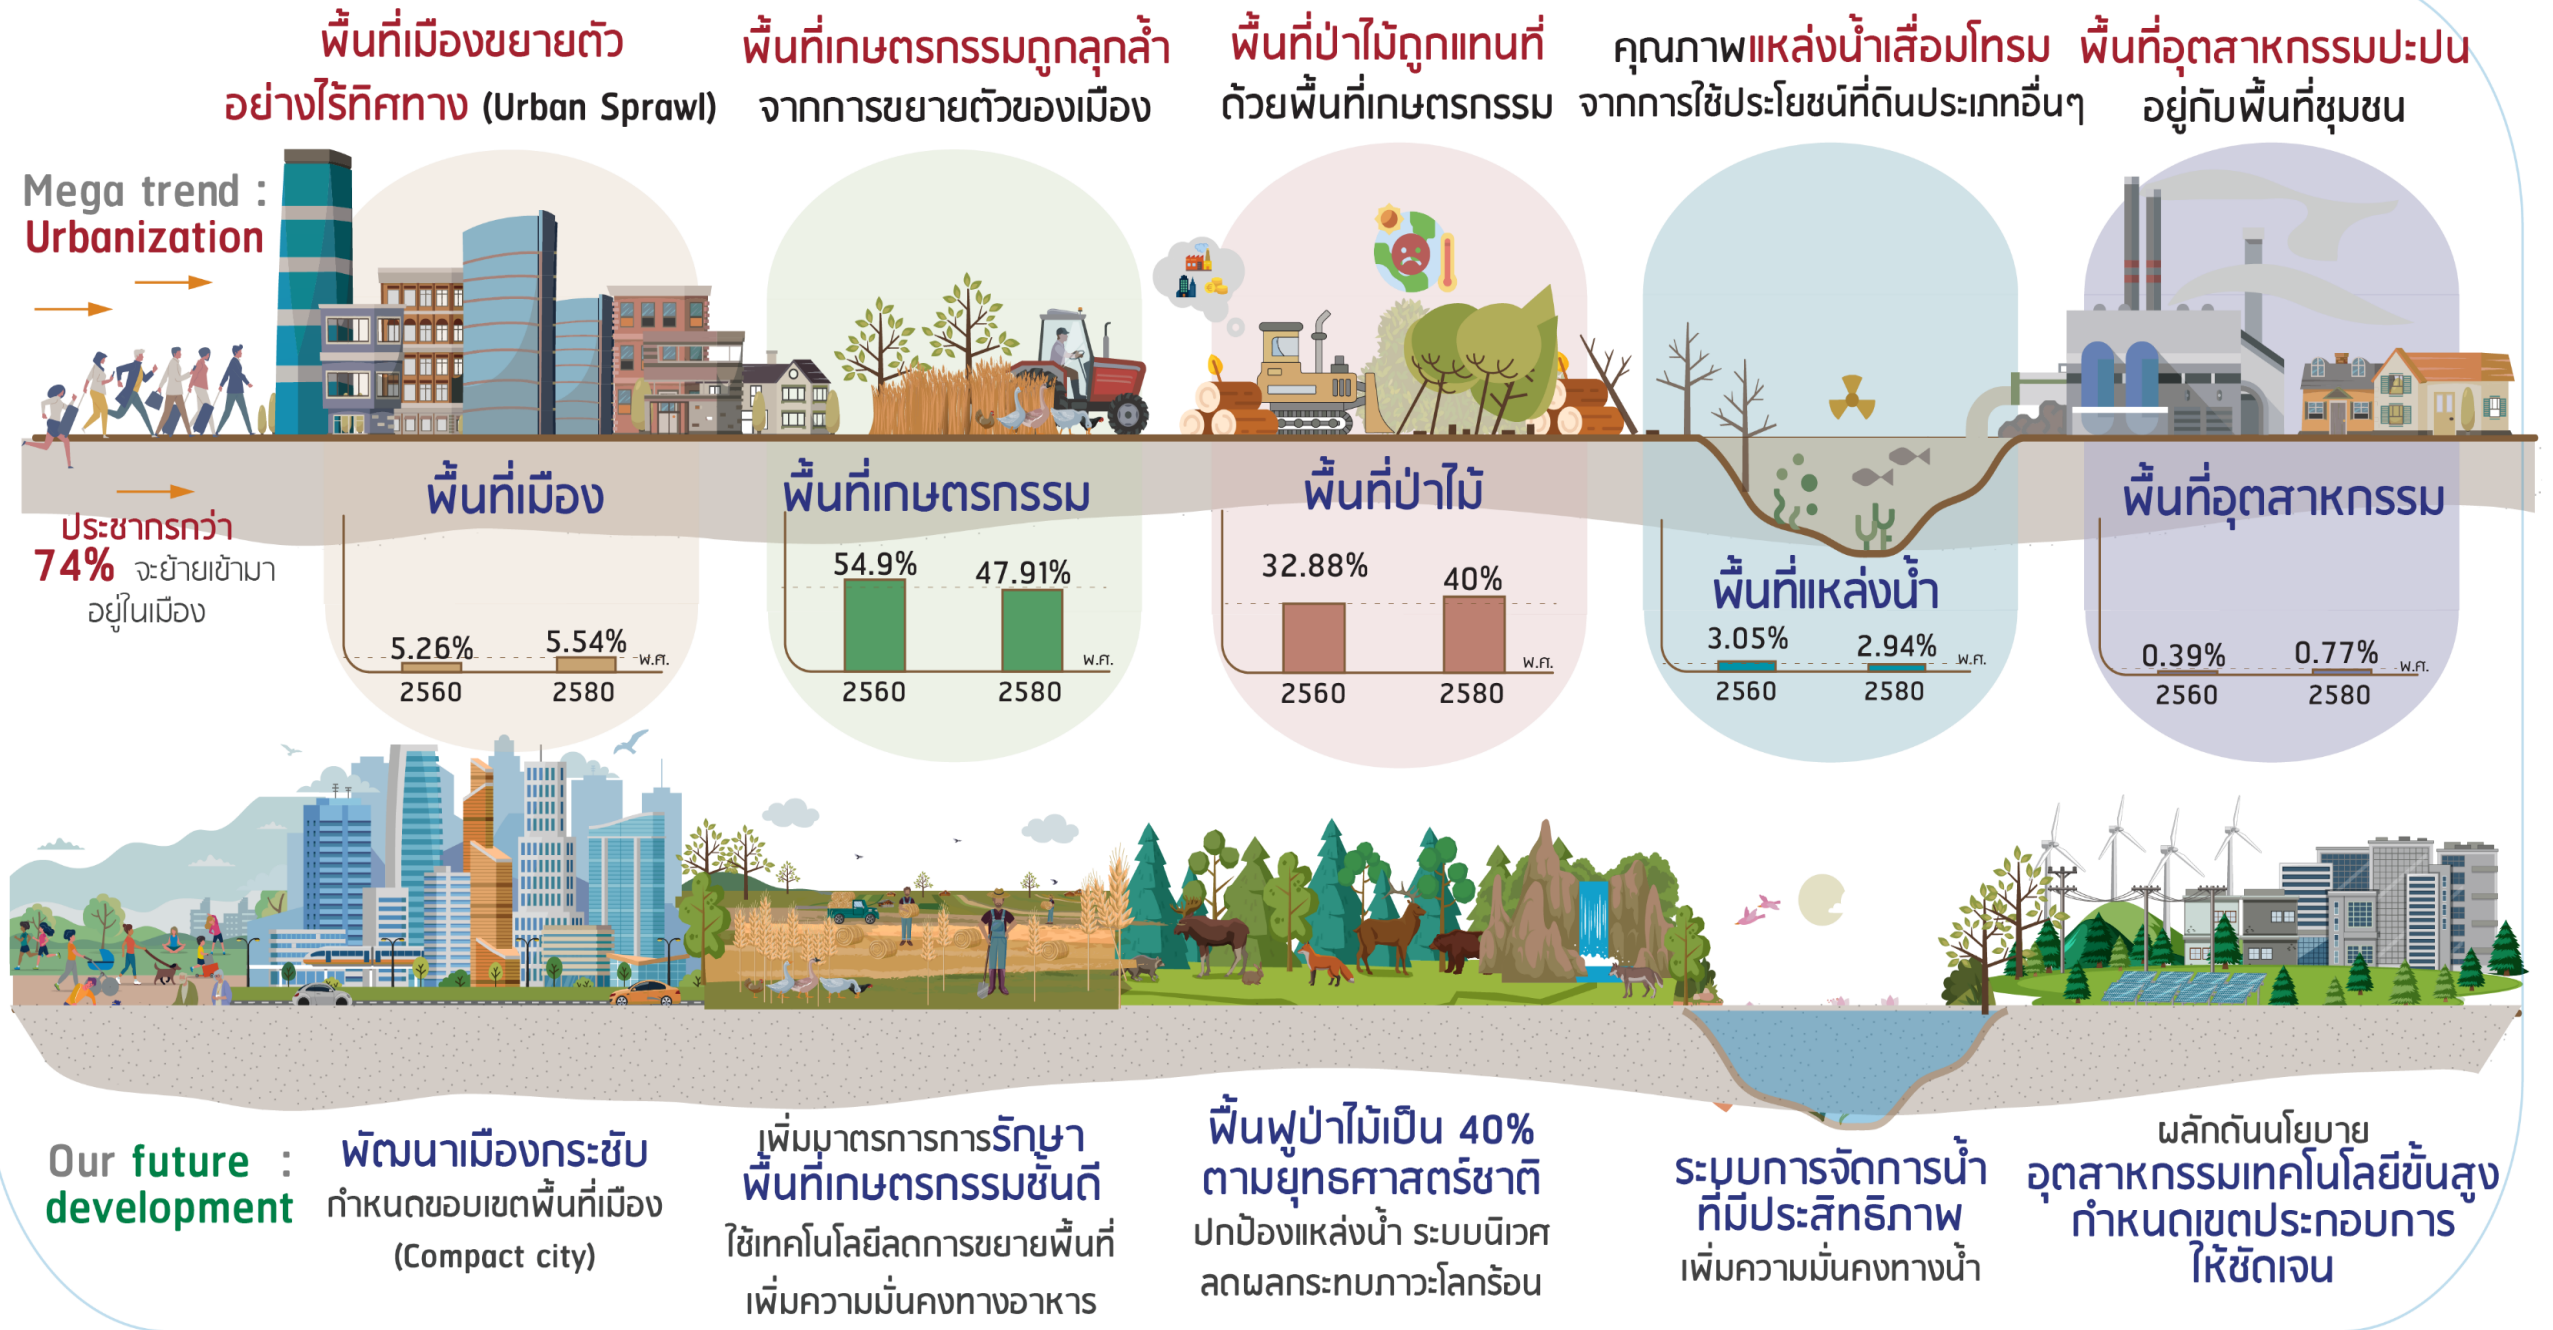 พื้นที่เมืองขยายตัว
อย่างไร้ทิศทาง (Urban Sprawl)
พื้นที่เกษตรกรรมถูกลุกล้ำ
จากการขยายตัวของเมือง
พื้นที่ป่าไม้ถูกแทนที่
ด้วยพื้นที่เกษตรกรรม
คุณภาพแหล่งน้ำเสื่อมโทรม
จากการใช้ประโยชน์ที่ดินประเภทอื่นๆ
พื้นที่อุตสาหกรรมปะปน
อยู่กับพื้นที่ชุมชน
Mega trend :
Urbanization
ประชากรกว่า
74% จะย้ายเข้ามา
อยู่ในเมือง
พื้นที่เมือง
5.26%
5.54%
พ.ศ.
2560
2580
พื้นที่เกษตรกรรม
54.9%
47.91%
พ.ศ.
2560
2580
พื้นที่ป่าไม้
32.88%
40%
พ.ศ.
2560
2580
พื้นที่แหล่งน้ำ
3.05%
2.94%
พ.ศ.
2560
2580
พื้นที่อุตสาหกรรม
0.39%
0.77%
พ.ศ.
2560
2580
Our future :
development
พัฒนาเมืองกระชับ
กำหนดขอบเขตพื้นที่เมือง
(Compact city)
เพิ่มมาตรการการรักษา
พื้นที่เกษตรกรรมชั้นดี
ใช้เทคโนโลยีลดการขยายพื้นที่
เพิ่มความมั่นคงทางอาหาร
ฟื้นฟูป่าไม้เป็น 40%
ตามยุทธศาสตร์ชาติ
ปกป้องแหล่งน้ำ ระบบนิเวศ
ลดผลกระทบภาวะโลกร้อน
ระบบการจัดการน้ำ
ที่มีประสิทธิภาพ
เพิ่มความมั่นคงทางน้ำ
ผลักดันนโยบาย
อุตสาหกรรมเทคโนโลยีขั้นสูง
กำหนดเขตประกอบการ
ให้ชัดเจน